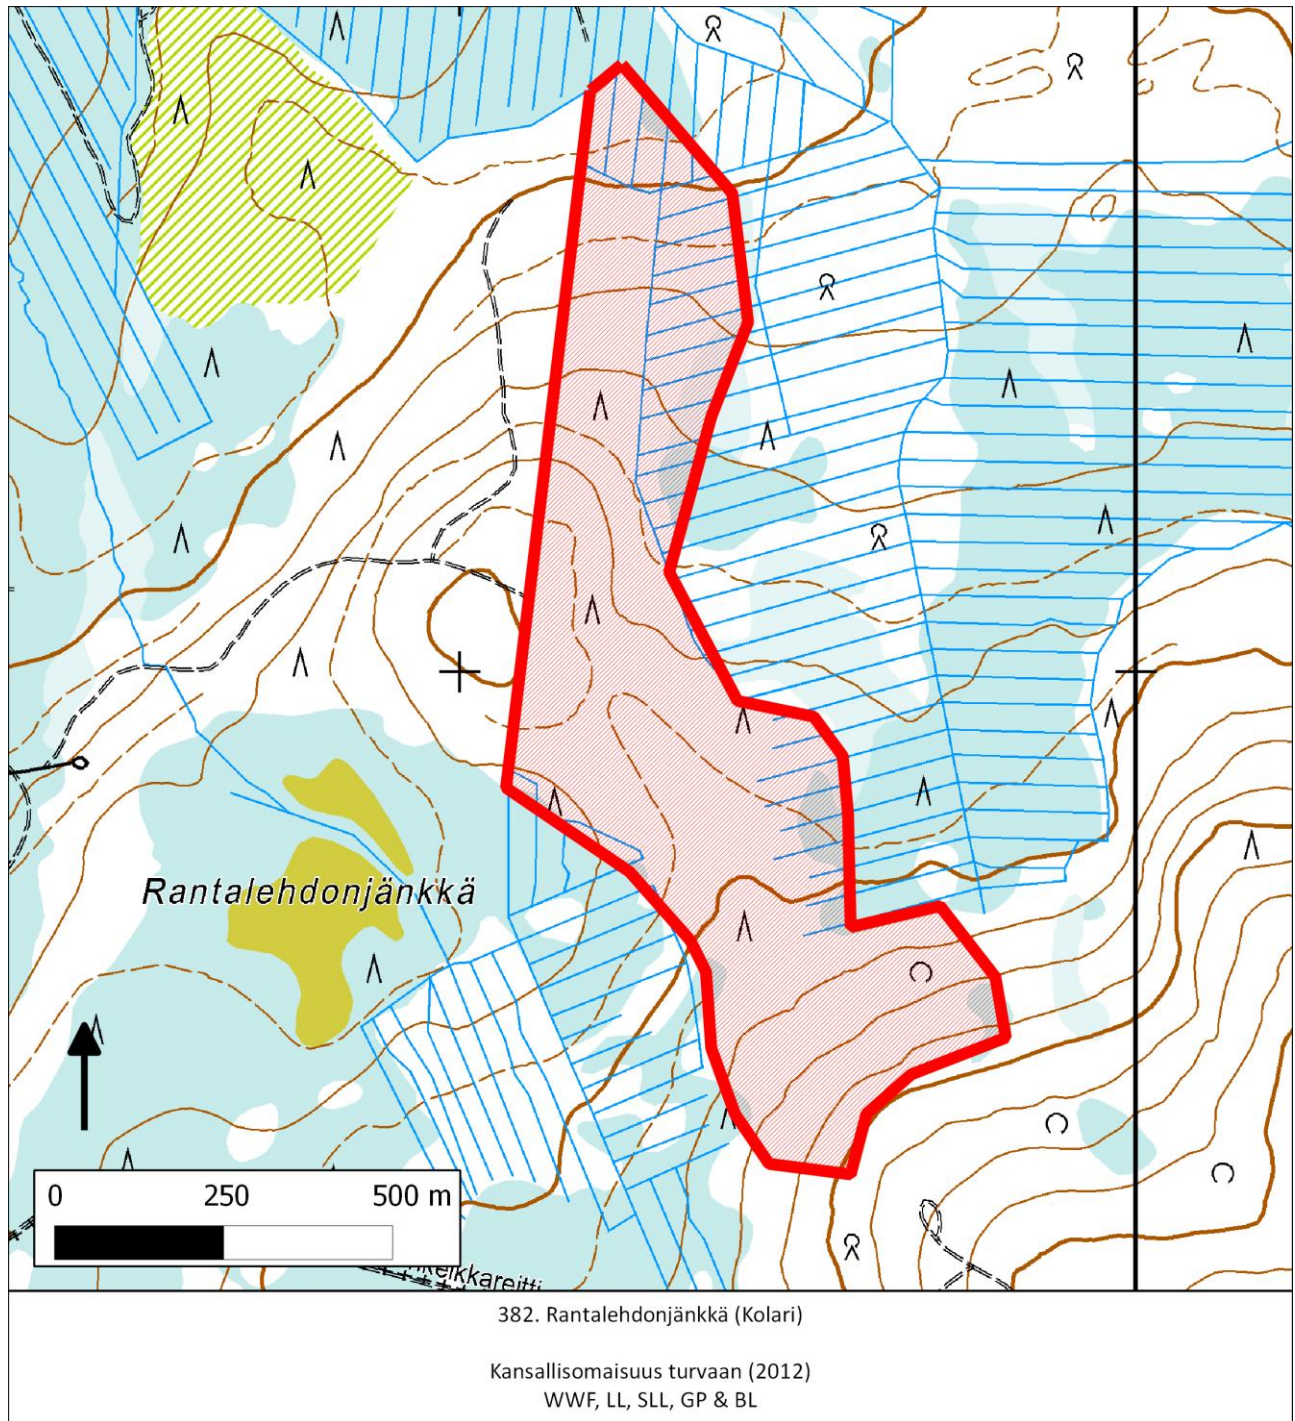 Rantalehdonjänkkä
0 250 500 m
382. Rantalehdonjänkkä (Kolari)
Kansallisomaisuus turvaan (2012)
WWF, LL, SLL, GP & BL